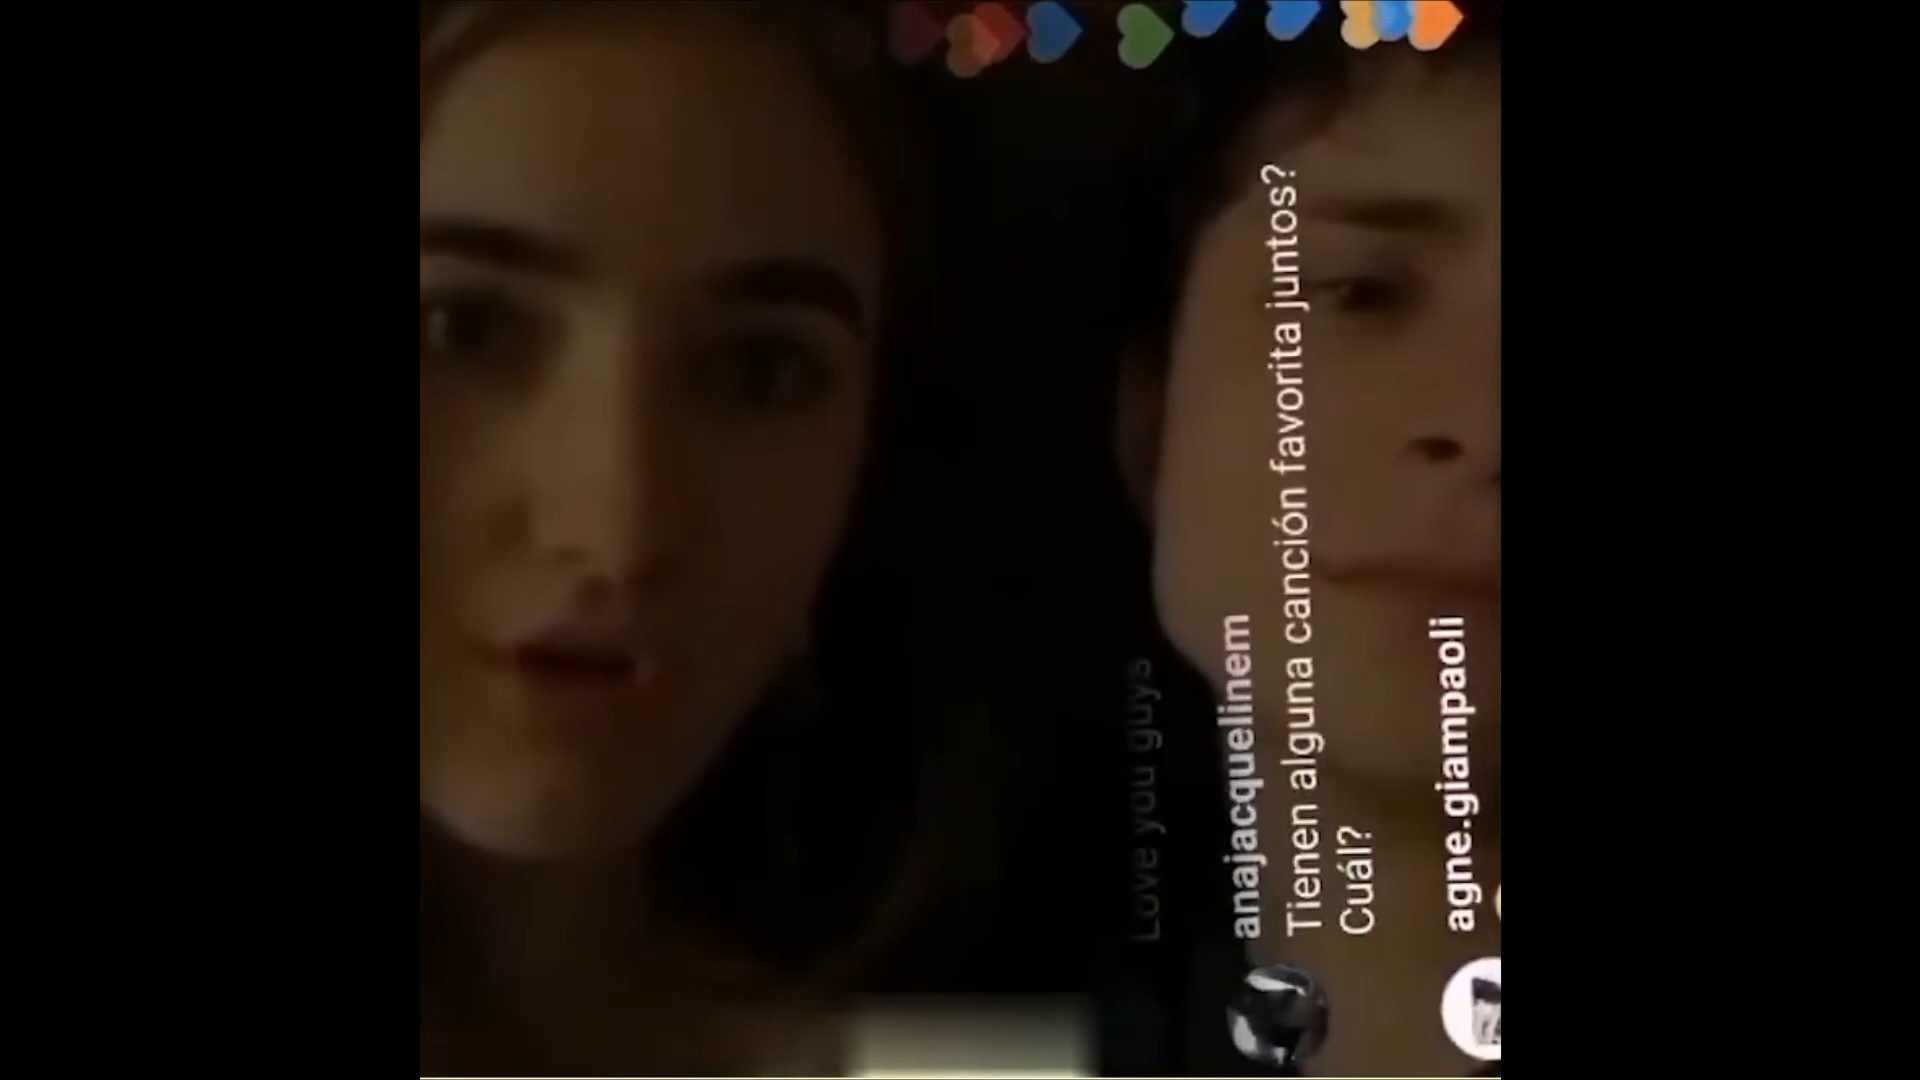 Love you guys
anajacquelinem
Tienen alguna canción favorita juntos?
Cuál?
agne.giampaoli